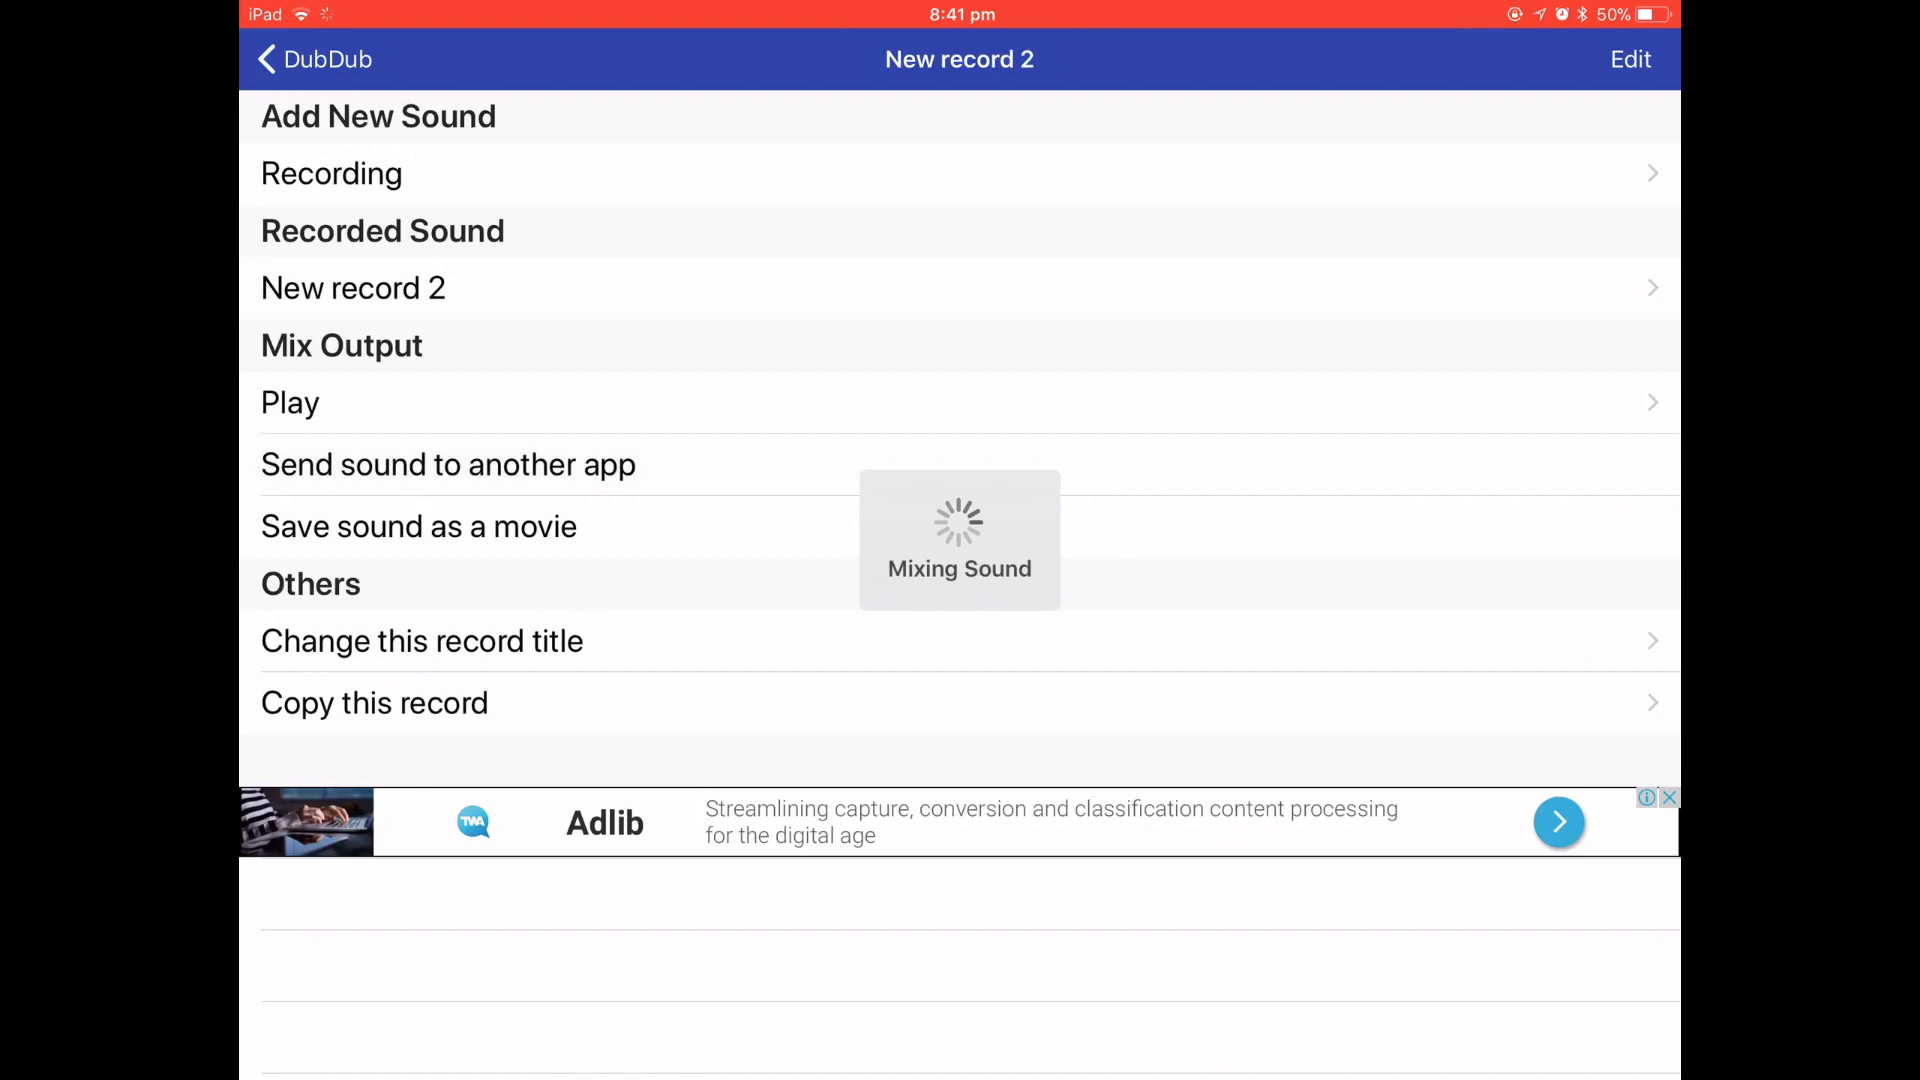 iPad 8:41 pm 50%
DubDub New record 2 Edit
Add New Sound
Recording
Recorded Sound
New record 2
Mix Output
Play
Send sound to another app
Save sound as a movie
Mixing Sound
Others
Change this record title
Copy this record
TWA Adlib
Streamlining capture, conversion and classification content processing
for the digital age